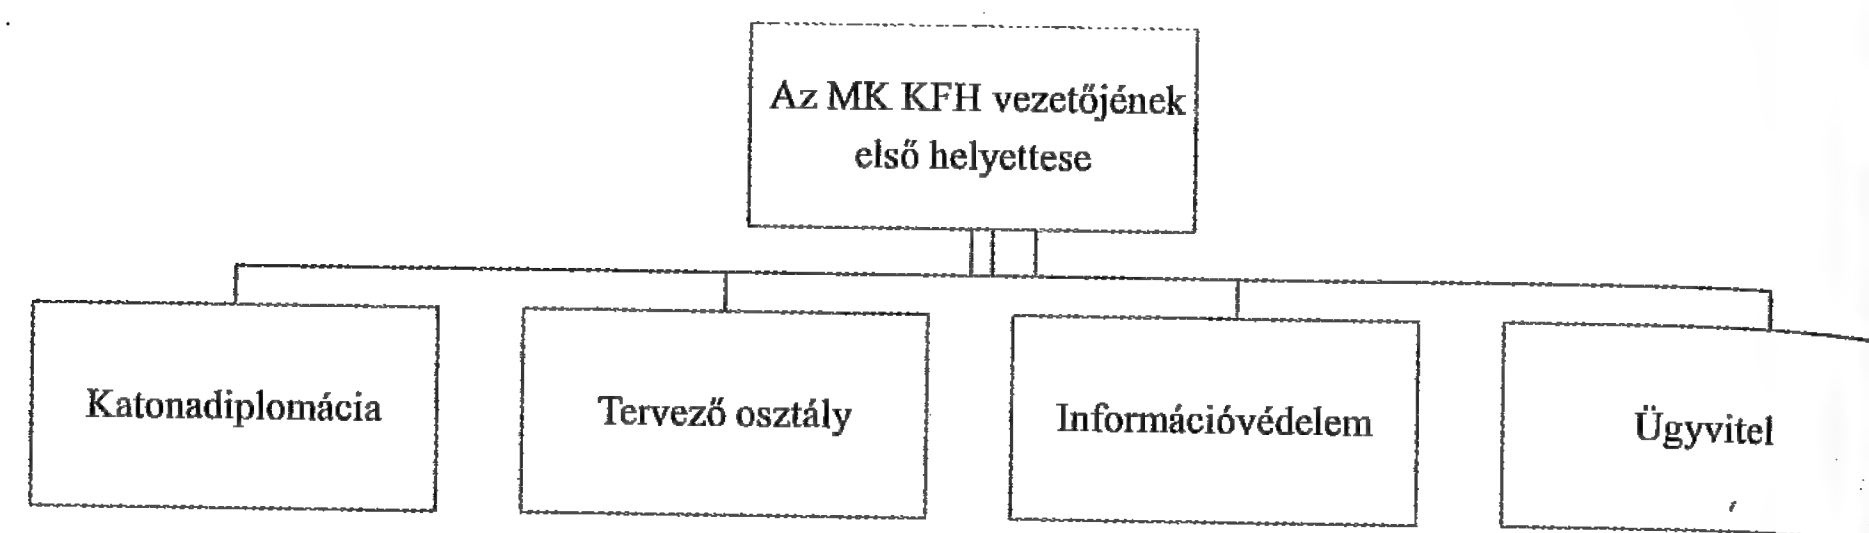 Az MK KFH vezetőjének
első helyettese
Katonadiplomácia
Tervező osztály
Információvédelem
Ügyvitel